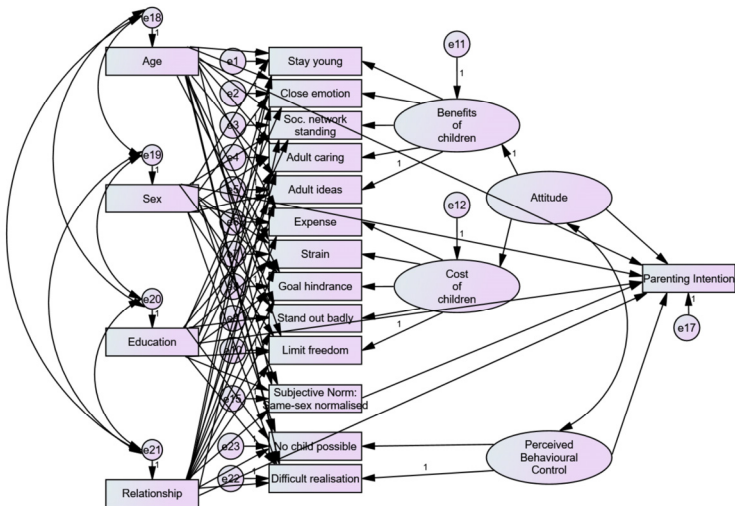 e18
1
Age
e19
1
Sex
e20
1
Education
e21
1
Relationship
e1
Stay young
e2
Close emotion
e3
Soc. network
standing
e4
Adult caring
e5
Adult ideas
Expense
Strain
Goal hindrance
Stand out badly
Limit freedom
e15
Subjective Norm:
Same-sex normalised
e23
No child possible
e22
Difficult realisation
e11
1
Benefits
of
children
1
e12
1
Cost
of
children
1
1
Attitude
Perceived
Behavioural
Control
1
Parenting Intention
1
e17